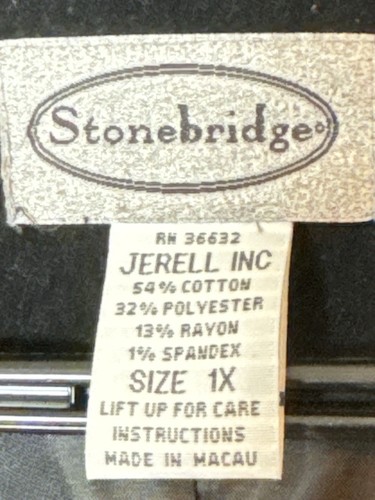 Stonebridge®
RN 36632
JERELL INC
54% COTTON
32% POLYESTER
13% RAYON
1% SPANDEX
SIZE 1X
LIFT UP FOR CARE
INSTRUCTIONS
MADE IN MACAU